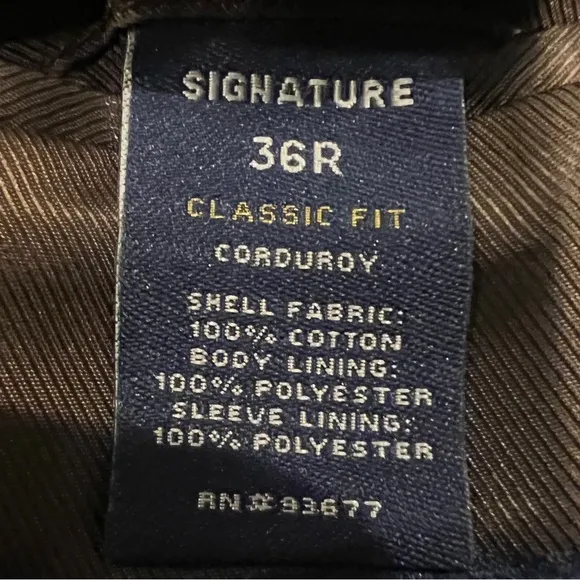 SIGNATURE
36R
CLASSIC FIT
CORDUROY
SHELL FABRIC:
100% COTTON
BODY LINING:
100% POLYESTER
SLEEVE LINING:
100% POLYESTER
RN#93677